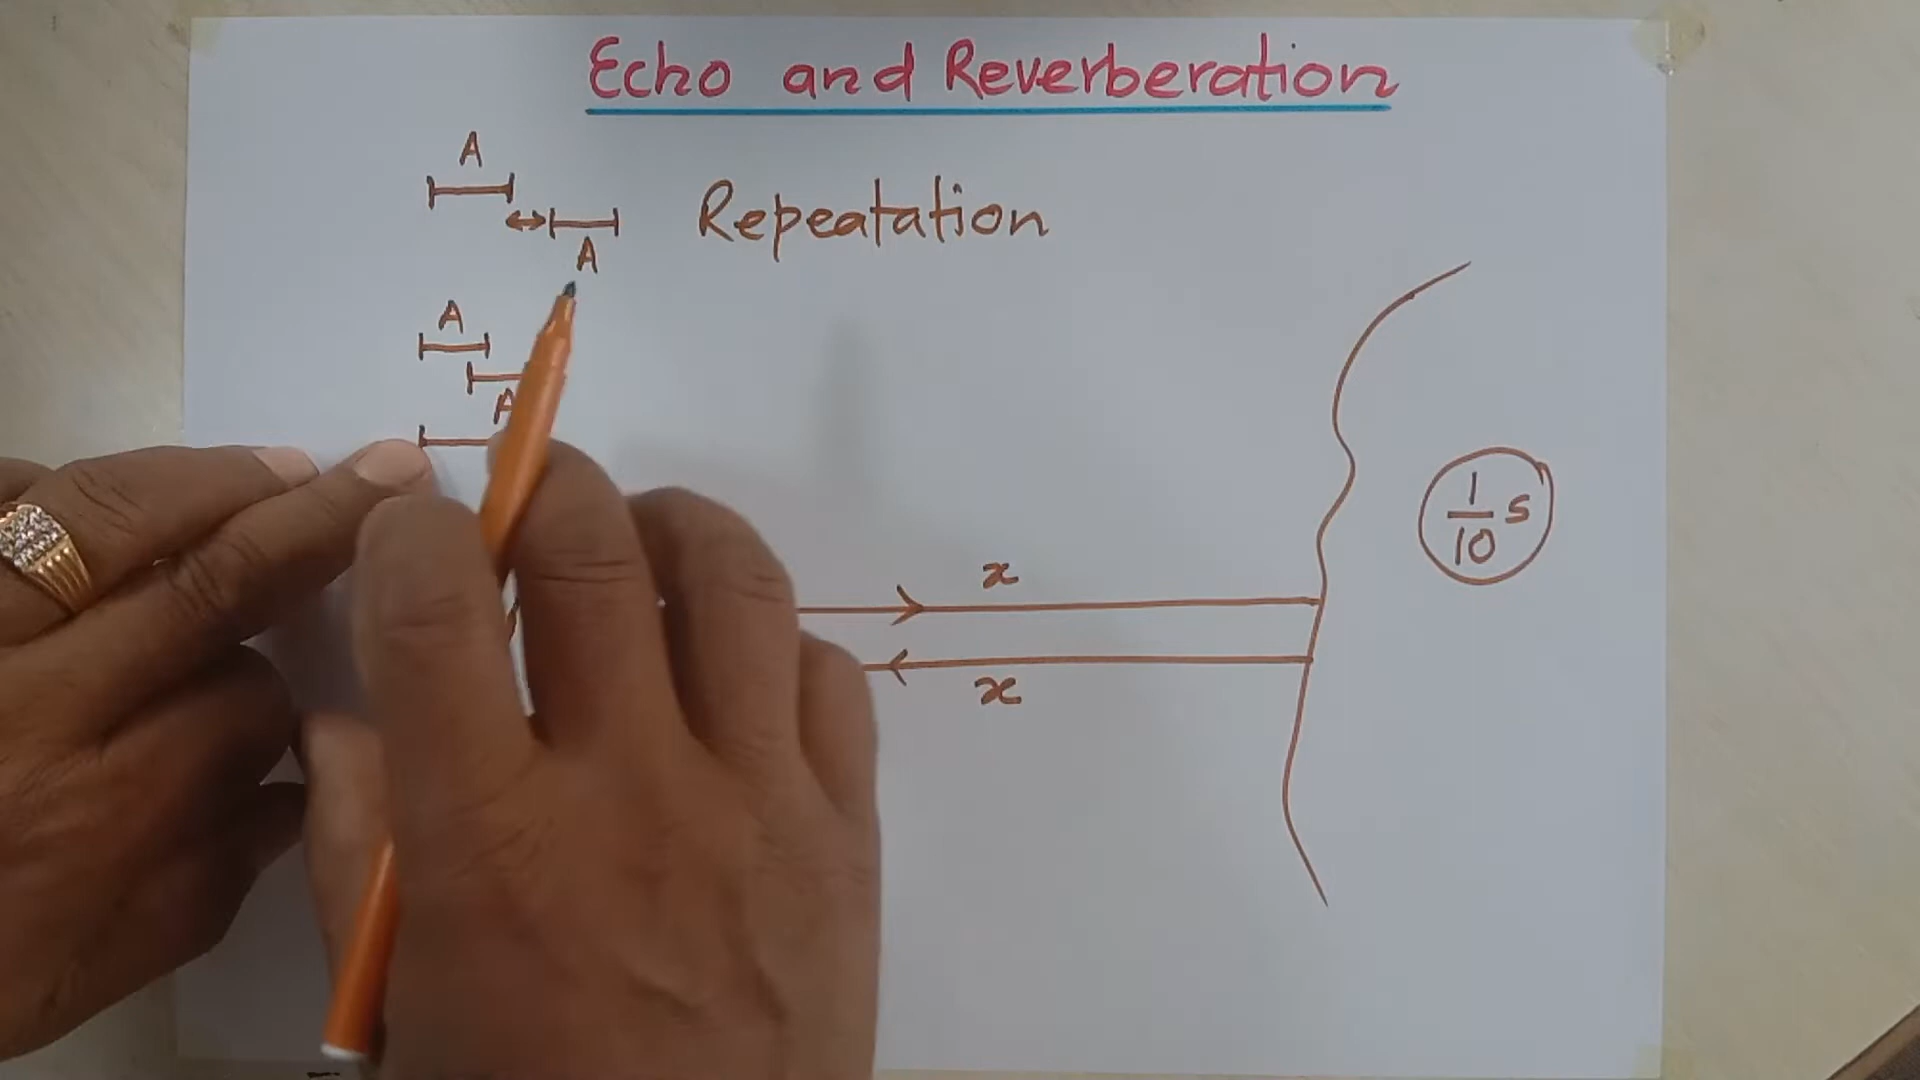 Echo and Reverberation
A
Repeatation
A
A
A
x
x
1/10 s